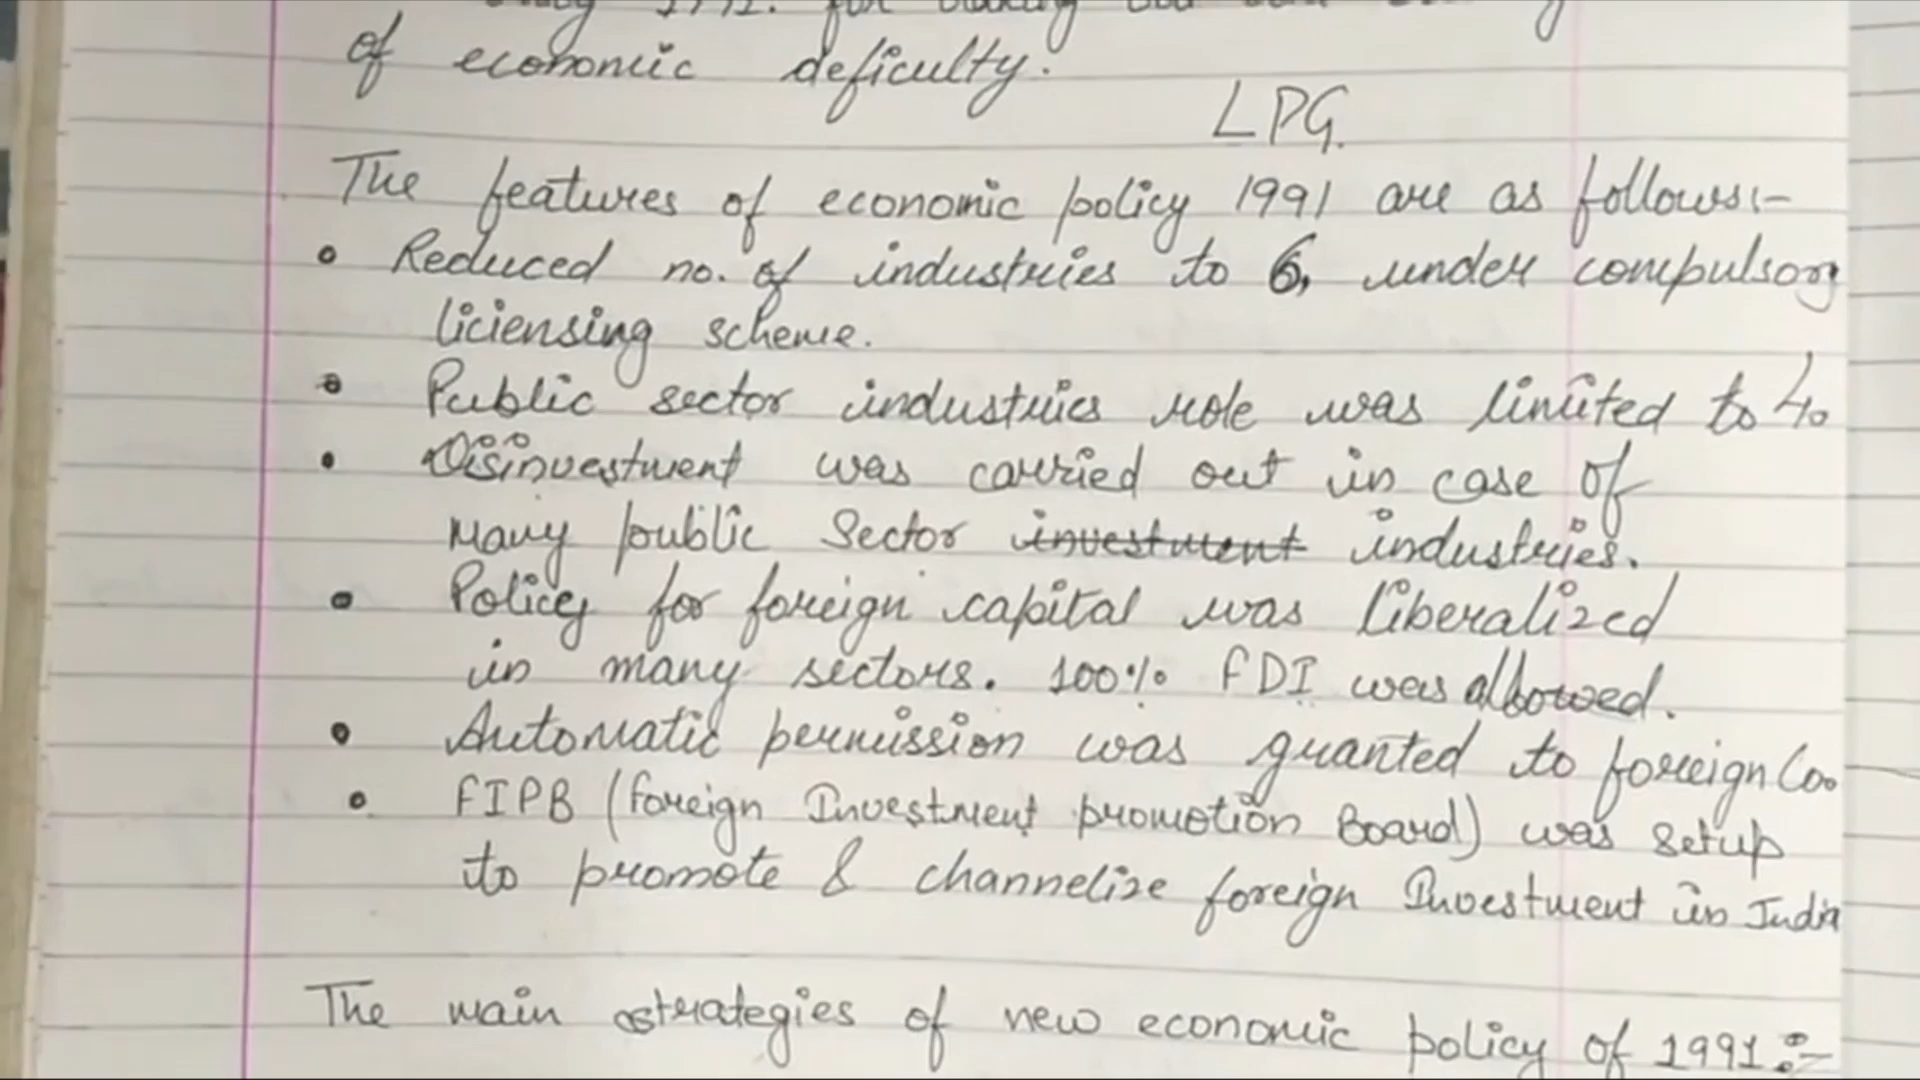 1991. for
of economic deficulty.
LPG.
The features of economic policy 1991 are as follows:-
• Reduced no. of industries to 6, under compulsory
liciensing scheme.
• Public sector industries role was limited to 4.
• Disinvestment was carried out in case of
many public Sector investment industries.
• Policy for foreign capital was liberalized
in many sectors. 100% FDI was allowed.
• Automatic permission was granted to foreign Co.
• FIPB (foreign Investment promotion Board) was setup
to promote & channelize foreign Investment in India
The main strategies of new economic policy of 1991:-